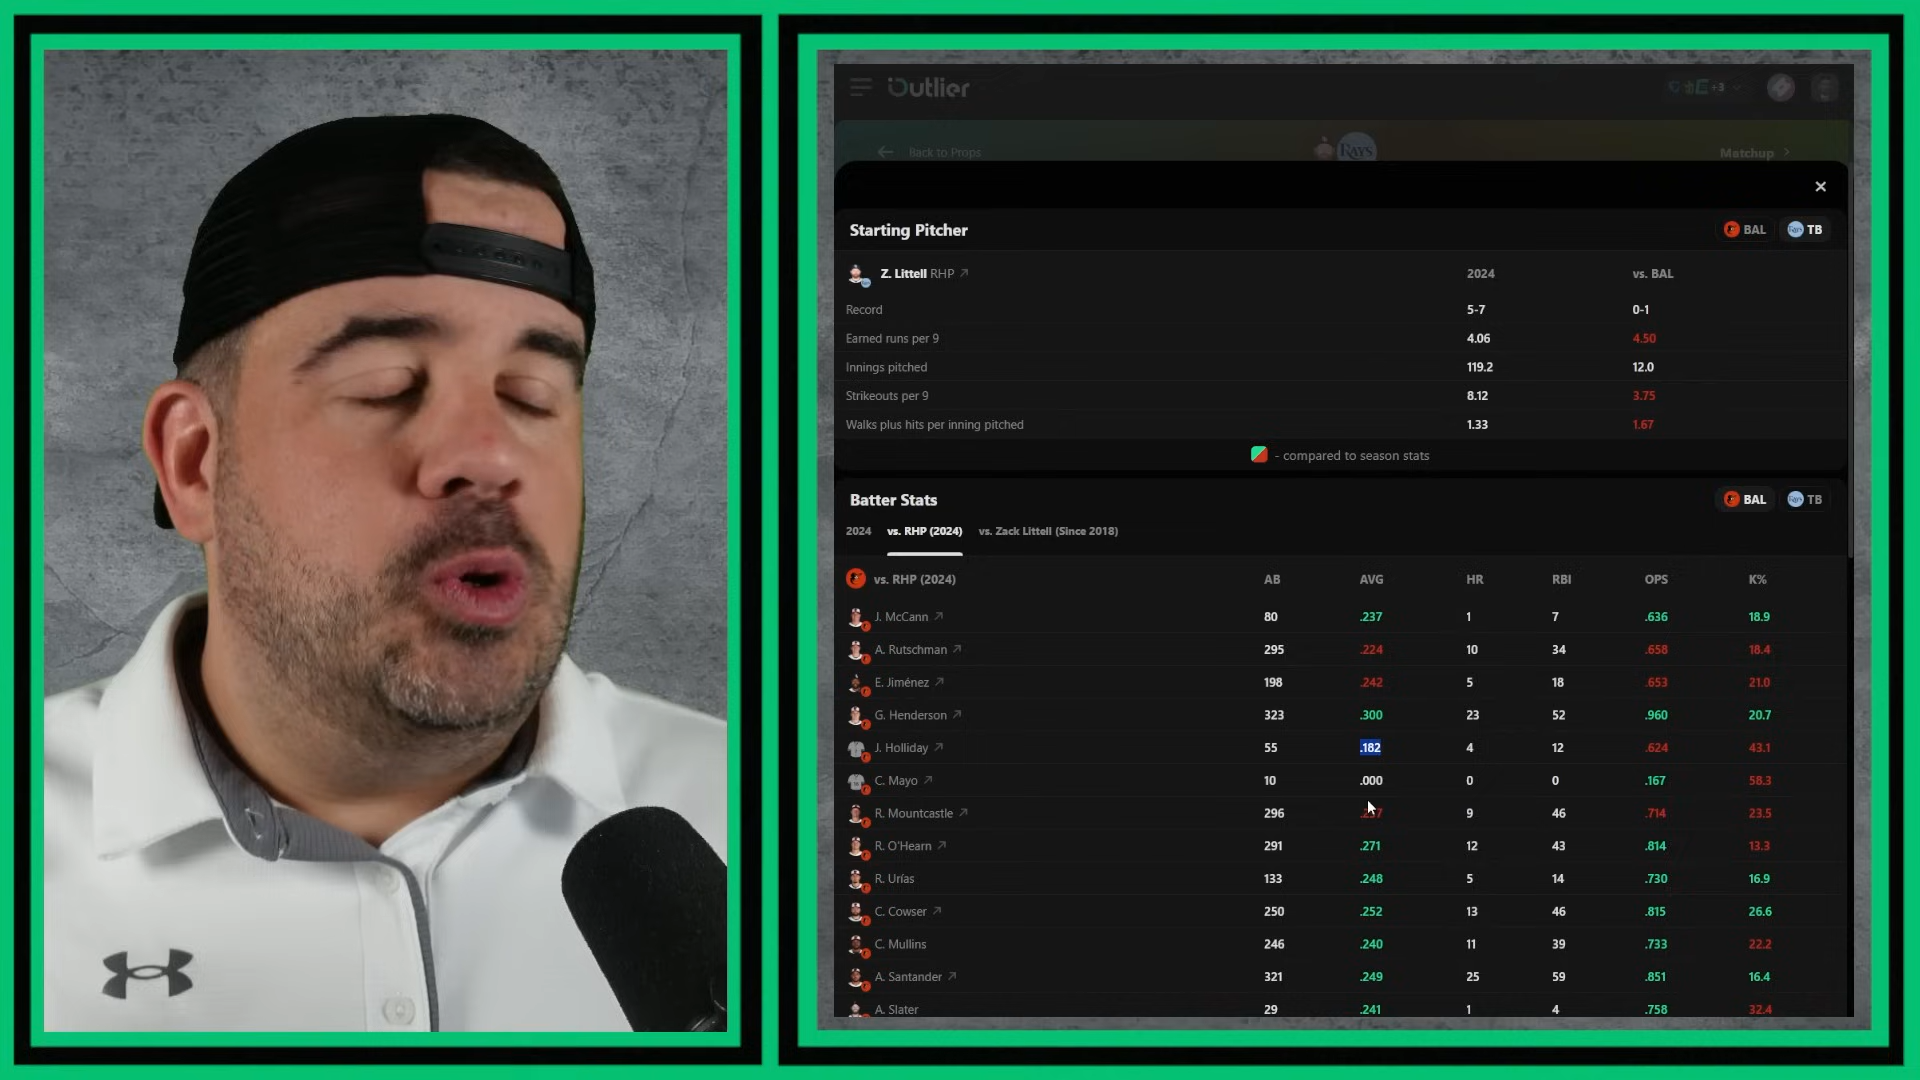 Outlier
+3
Back to Props
RAYS
Matchup
Starting Pitcher
BAL
TB
Z. Littell RHP
2024
vs. BAL
Record
5-7
0-1
Earned runs per 9
4.06
4.50
Innings pitched
119.2
12.0
Strikeouts per 9
8.12
3.75
Walks plus hits per inning pitched
1.33
1.67
- compared to season stats
Batter Stats
BAL
TB
2024
vs. RHP (2024)
vs. Zack Littell (Since 2018)
vs. RHP (2024) AB AVG HR RBI OPS K%
J. McCann 80 .237 1 7 .636 18.9
A. Rutschman 295 .224 10 34 .658 18.4
E. Jiménez 198 .242 5 18 .653 21.0
G. Henderson 323 .300 23 52 .960 20.7
J. Holliday 55 .182 4 12 .624 43.1
C. Mayo 10 .000 0 0 .167 58.3
R. Mountcastle 296 9 46 .714 23.5
R. O'Hearn 291 .271 12 43 .814 13.3
R. Urías 133 .248 5 14 .730 16.9
C. Cowser 250 .252 13 46 .815 26.6
C. Mullins 246 .240 11 39 .733 22.2
A. Santander 321 .249 25 59 .851 16.4
A. Slater 29 .241 1 4 .758 32.4